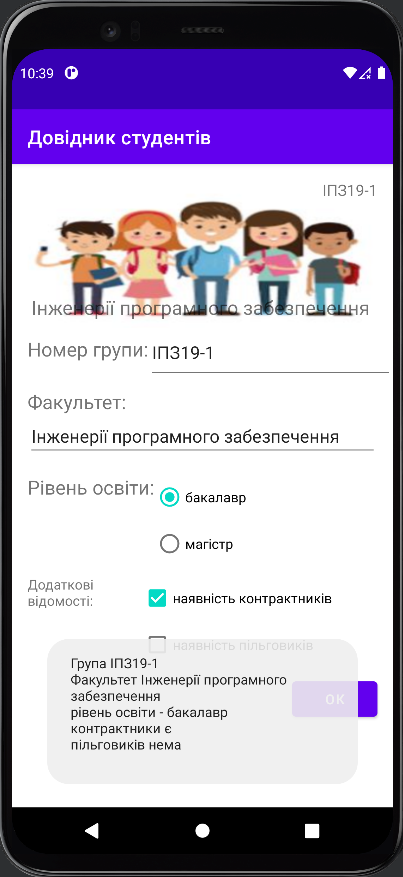 10:39
Довідник студентів
ІПЗ19-1
Інженерії програмного забезпечення
Номер групи: ІПЗ19-1
Факультет:
Інженерії програмного забезпечення
Рівень освіти: бакалавр
магістр
Додаткові
відомості:
наявність контрактників
наявність пільговиків
OK
Група ІПЗ19-1
Факультет Інженерії програмного
забезпечення
рівень освіти - бакалавр
контрактники є
пільговиків нема